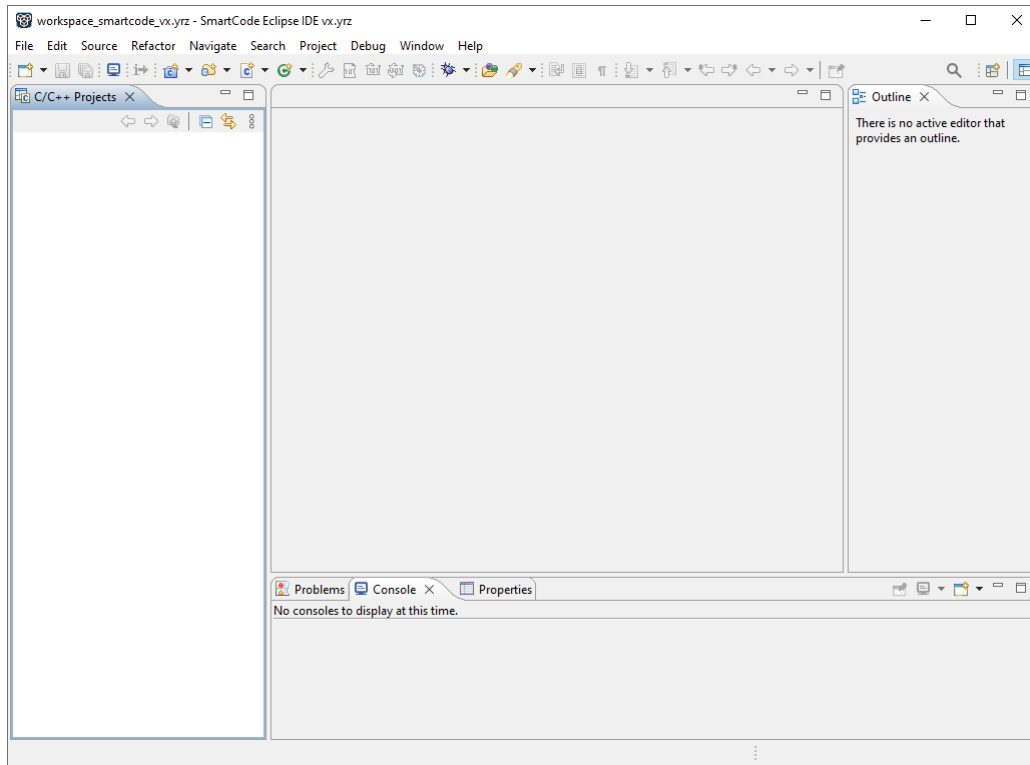 workspace_smartcode_vx.yrz - SmartCode Eclipse IDE vx.yrz
File Edit Source Refactor Navigate Search Project Debug Window Help
C/C++ Projects
Outline
There is no active editor that
provides an outline.
Problems Console Properties
No consoles to display at this time.